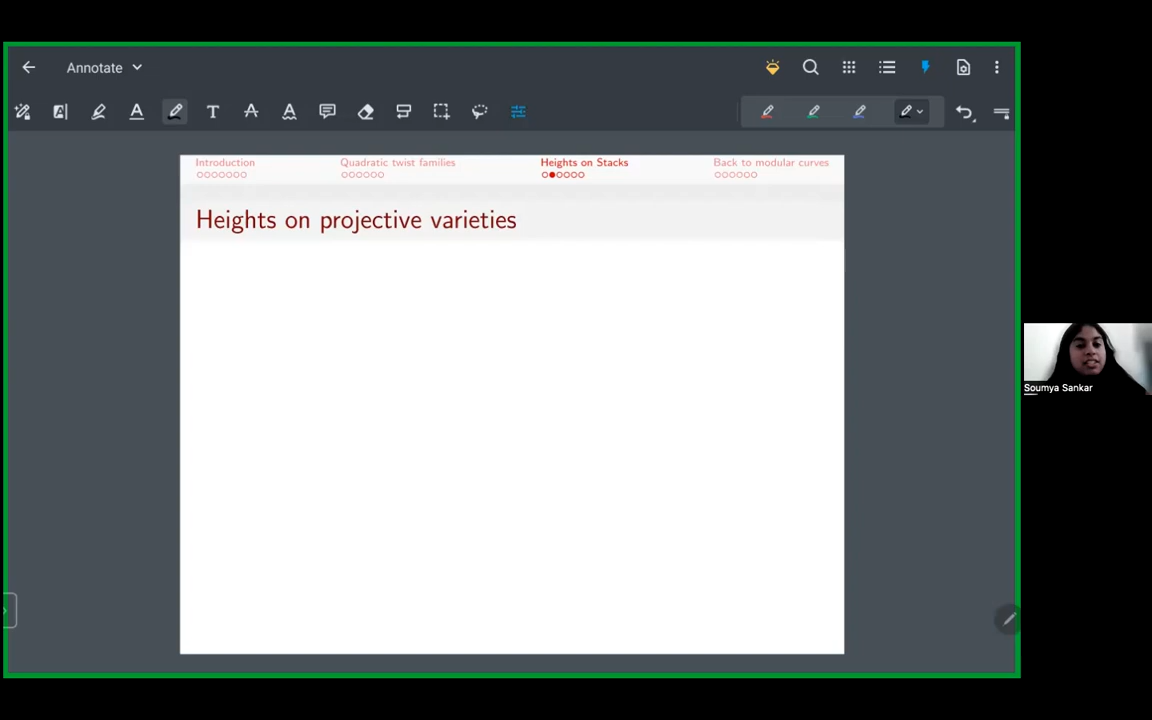 Annotate
Introduction
Quadratic twist families
Heights on Stacks
Back to modular curves
Heights on projective varieties
Soumya Sankar